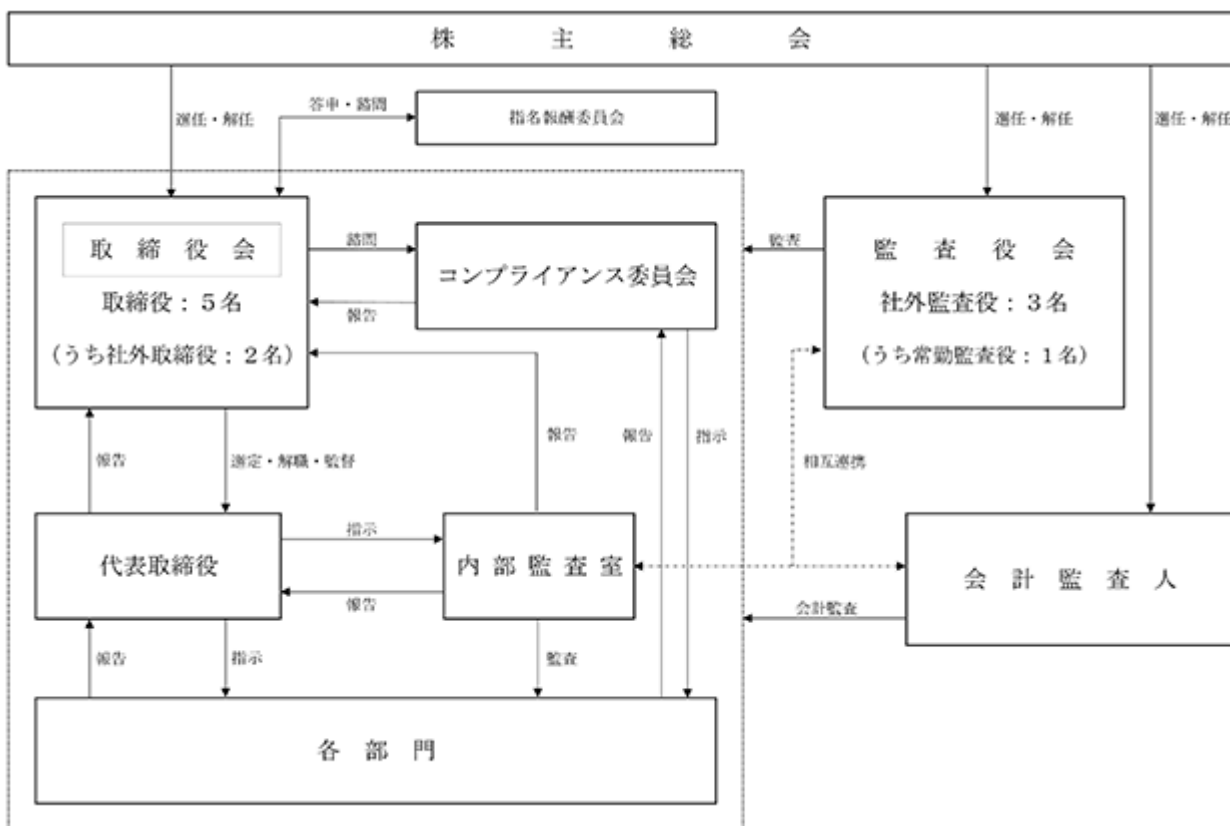 株主総会
答申・諮問
選任・解任
指名報酬委員会
選任・解任
選任・解任
取締役会
取締役：5名
（うち社外取締役：2名）
諮問
報告
コンプライアンス委員会
監査
監査役会
社外監査役：3名
（うち常勤監査役：1名）
報告
選定・解職・監督
報告
報告
指示
相互連携
代表取締役
指示
報告
内部監査室
会計監査人
会計監査
報告
指示
監査
各部門